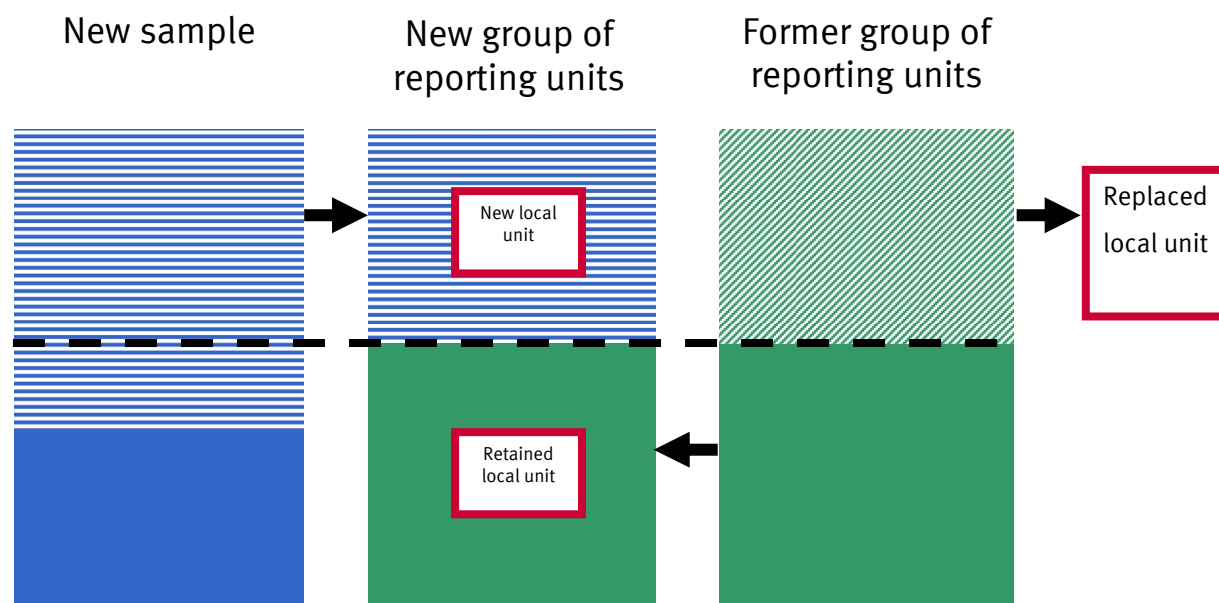 New sample
New group of
reporting units
Former group of
reporting units
New local
unit
Replaced
local unit
Retained
local unit